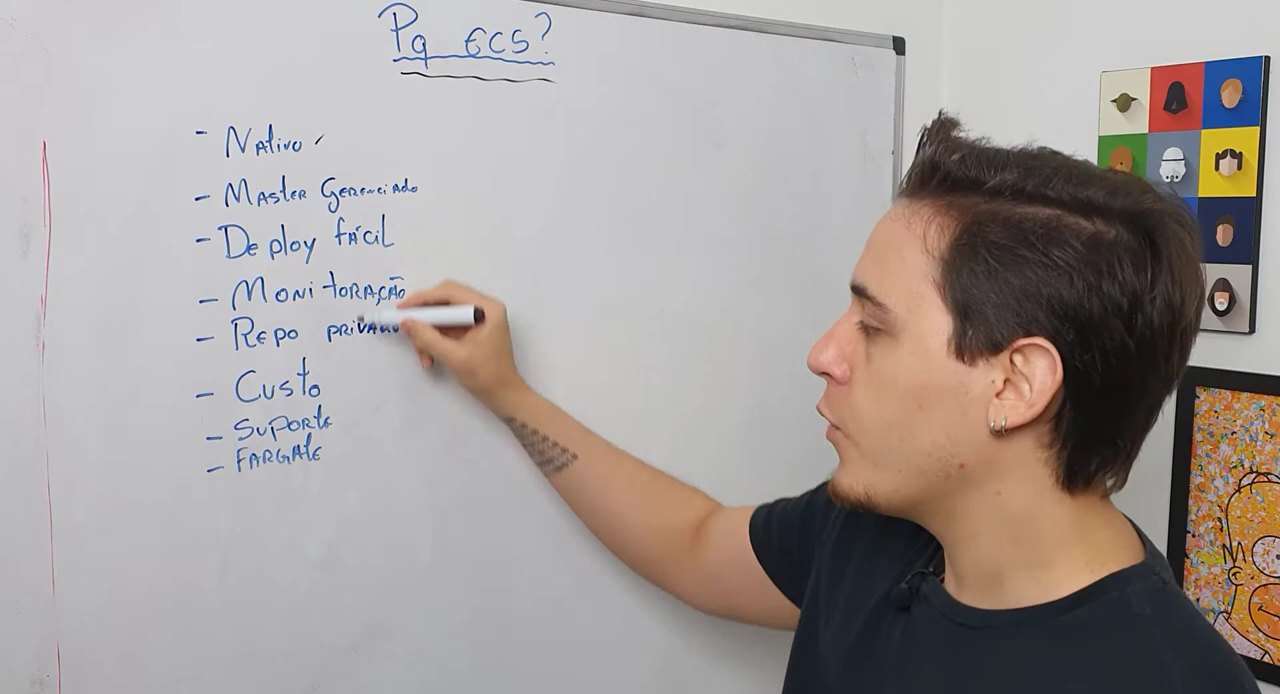 Pq ECS?
- Nativo
- Master Gerenciado
- Deploy fácil
- Monitoração
- Repo privado
- Custo
- Suporte
- Fargate